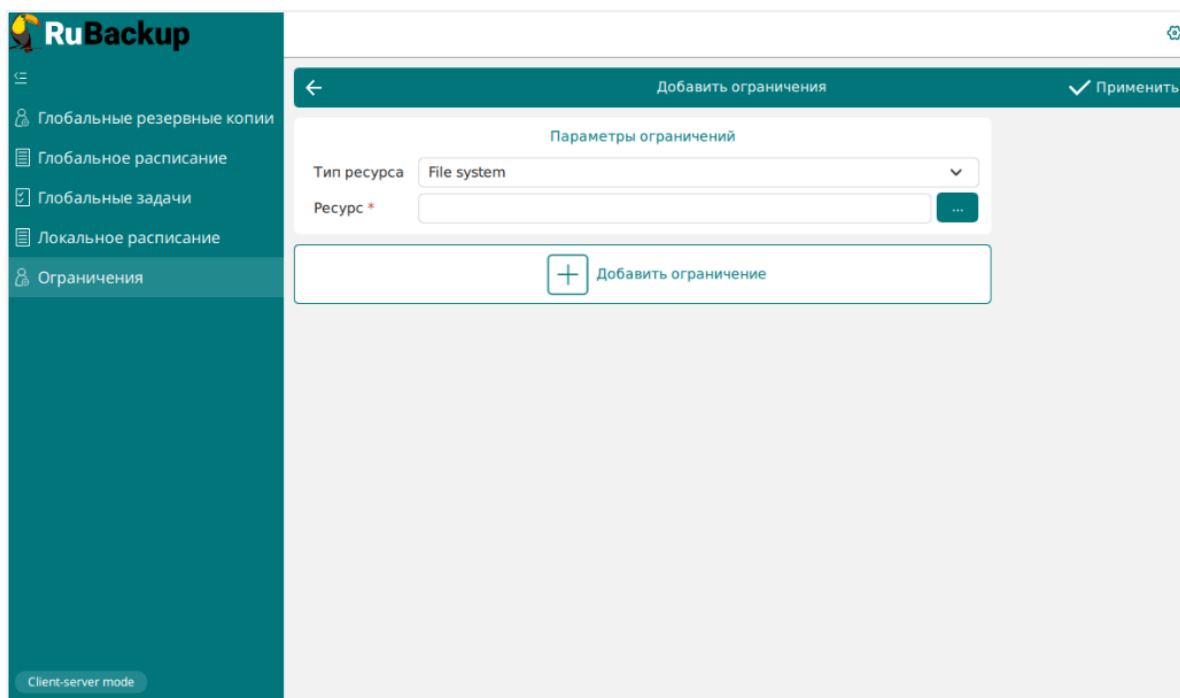 RuBackup
Глобальные резервные копии
Глобальное расписание
Глобальные задачи
Локальное расписание
Ограничения
Client-server mode
Добавить ограничения
Применить
Параметры ограничений
Тип ресурса File system
Ресурс * ...
Добавить ограничение